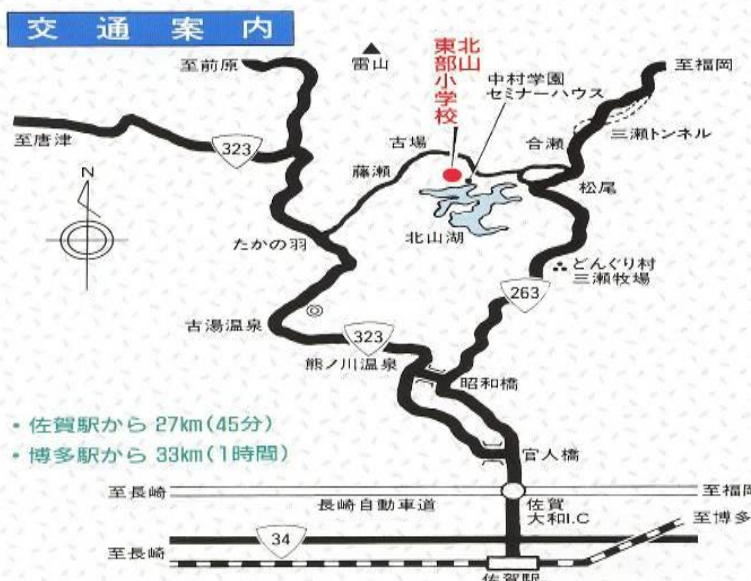 交通案内
至前原
雷山
北山
東部小学校
中村学園
セミナーハウス
至福岡
三瀬トンネル
至唐津
323
古場
合瀬
藤瀬
松尾
N
たかの羽
北山湖
どんぐり村
三瀬牧場
263
古湯温泉
323
熊ノ川温泉
昭和橋
・佐賀駅から 27km(45分)
・博多駅から 33km(1時間)
官人橋
至長崎
長崎自動車道
佐賀
大和I.C
至福岡
至博多
34
至長崎
佐賀駅